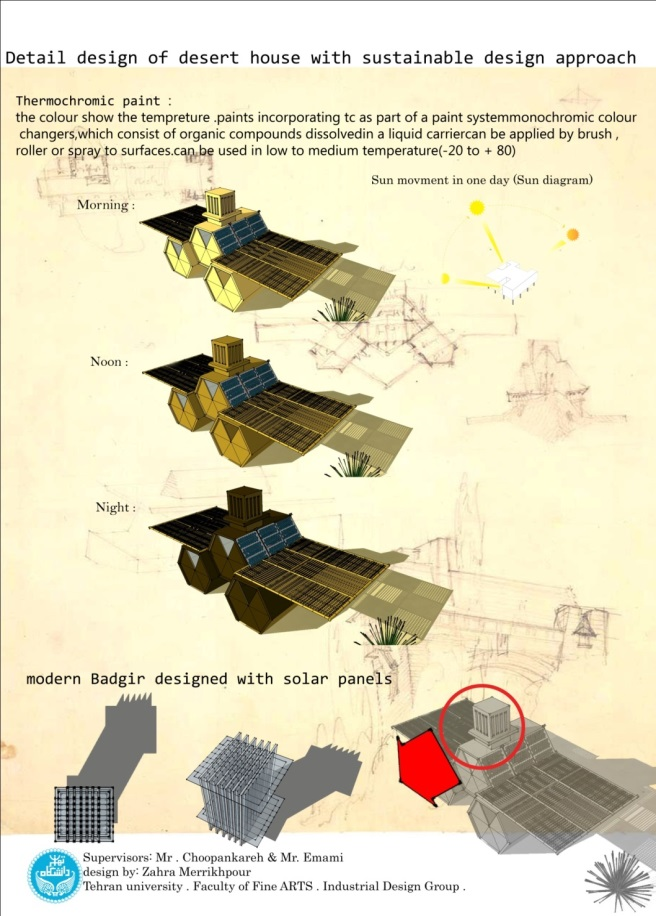 Detail design of desert house with sustainable design approach
Thermochromic paint :
the colour show the tempreture .paints incorporating tc as part of a paint systemmonochromic colour
changers,which consist of organic compounds dissolvedin a liquid carriercan be applied by brush ,
roller or spray to surfaces.can be used in low to medium temperature(-20 to + 80)
Sun movment in one day (Sun diagram)
Morning :
Noon :
Night :
modern Badgir designed with solar panels
Supervisors: Mr . Choopankareh & Mr. Emami
design by: Zahra Merrikhpour
Tehran university . Faculty of Fine ARTS . Industrial Design Group .